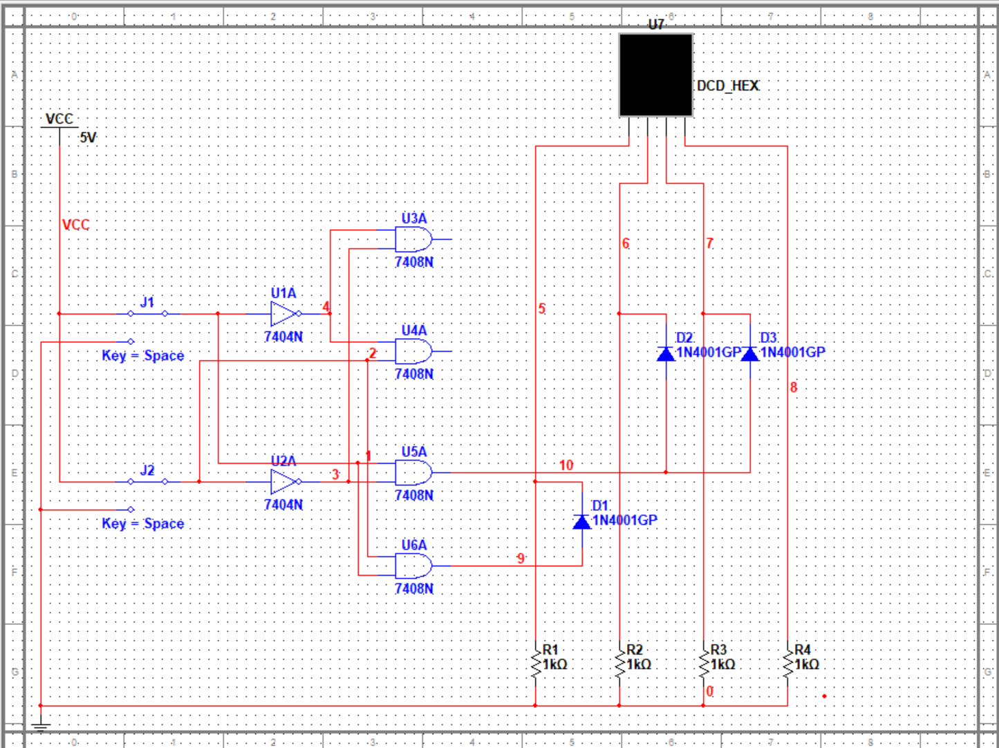 0 1 2 3 4 5 6 7 8
U7
A A
DCD_HEX
VCC
5V
B B
U3A
VCC
6 7
7408N
C C
U1A
J1
4
5
7404N
U4A
D2 D3
1N4001GP 1N4001GP
Key = Space
2
D D
7408N
8
U5A
1
U2A
J2
3
10
E E
7408N
7404N
D1
1N4001GP
Key = Space
U6A
9
F F
7408N
R1 R2 R3 R4
1kΩ 1kΩ 1kΩ 1kΩ
G G
0
0 1 2 3 4 5 6 7 8